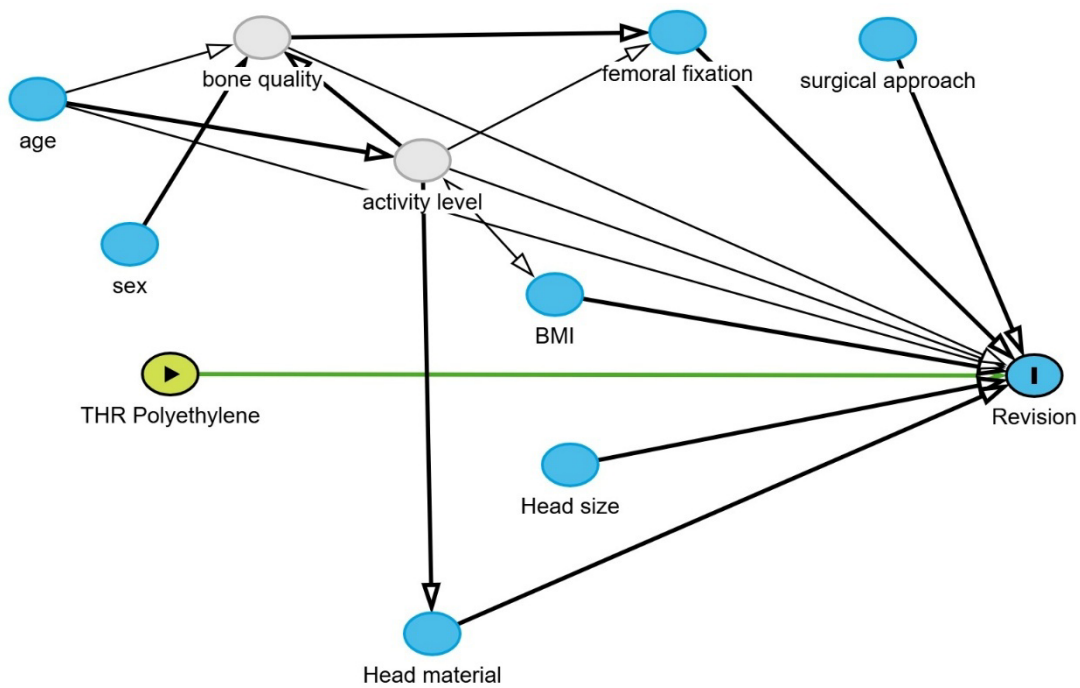 bone quality
femoral fixation
surgical approach
age
activity level
sex
BMI
THR Polyethylene
Revision
Head size
Head material